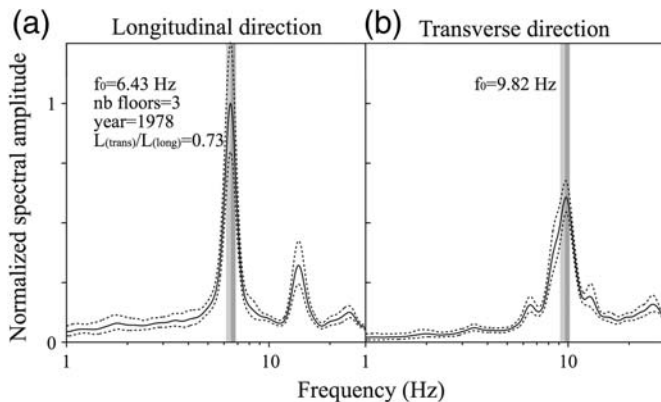 (a) Longitudinal direction
(b) Transverse direction
Normalized spectral amplitude
1
0
f₀=6.43 Hz
nb floors=3
year=1978
L(trans)/L(long)=0.73
f₀=9.82 Hz
1 10 1 10
Frequency (Hz)